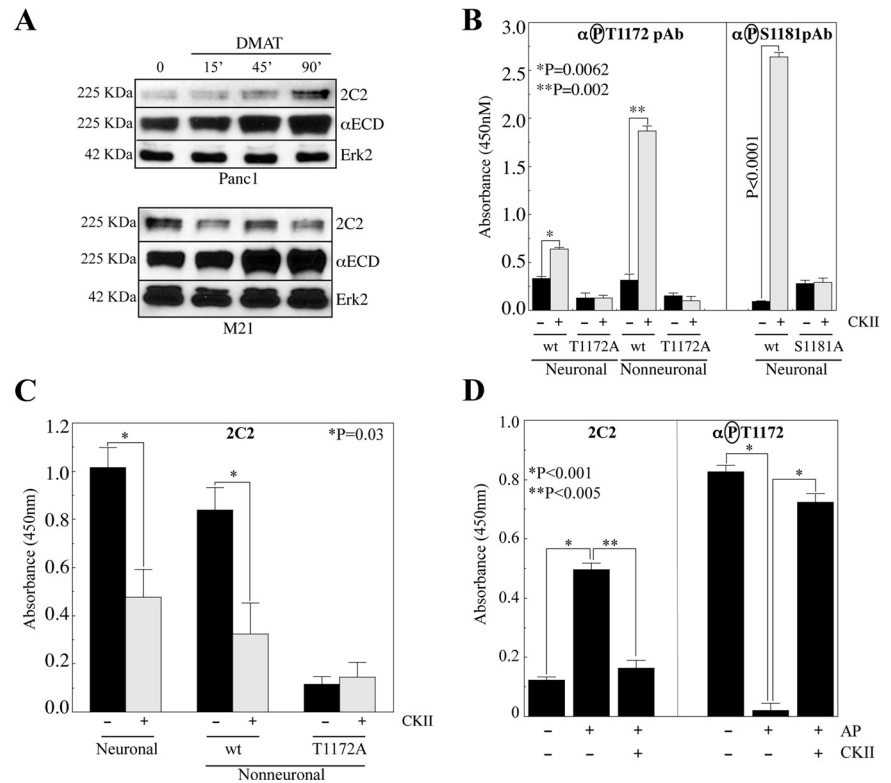 A
DMAT
0 15’ 45’ 90’
225 KDa 2C2
225 KDa αECD
42 KDa Erk2
Panc1
225 KDa 2C2
225 KDa αECD
42 KDa Erk2
M21
B
α P T1172 pAb
α P S1181pAb
*P=0.0062
**P=0.002
Absorbance (450nM)
3.0
2.5
2.0
1.5
1.0
0.5
0.0
*
**
P<0.0001
– + – + – + – + – + – + CKII
wt T1172A wt T1172A wt S1181A
Neuronal Nonneuronal Neuronal
C
2C2
*P=0.03
Absorbance (450nm)
1.2
1.0
0.8
0.6
0.4
0.2
0.0
*
*
– + – + – + CKII
Neuronal wt T1172A
Nonneuronal
D
2C2
α P T1172
*P<0.001
**P<0.005
Absorbance (450nm)
1.0
0.8
0.6
0.4
0.2
0
* **
* *
– + + – + + AP
– – + – – + CKII